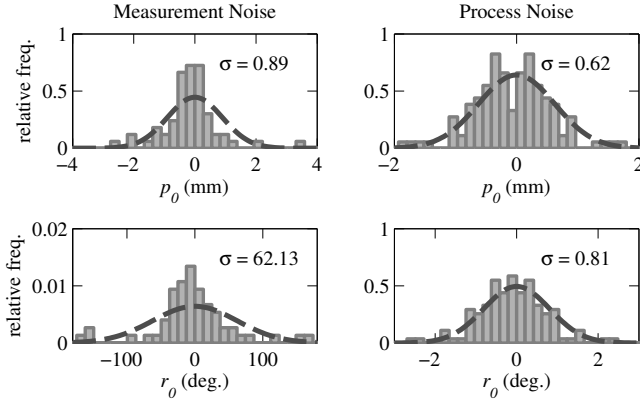 Measurement Noise
Process Noise
relative freq.
1
0.5
0
σ = 0.89
−4 −2 0 2 4
p₀ (mm)
1
0.5
0
σ = 0.62
−2 0 2
p₀ (mm)
relative freq.
0.02
0.01
0
σ = 62.13
−100 0 100
r₀ (deg.)
1
0.5
0
σ = 0.81
−2 0 2
r₀ (deg.)